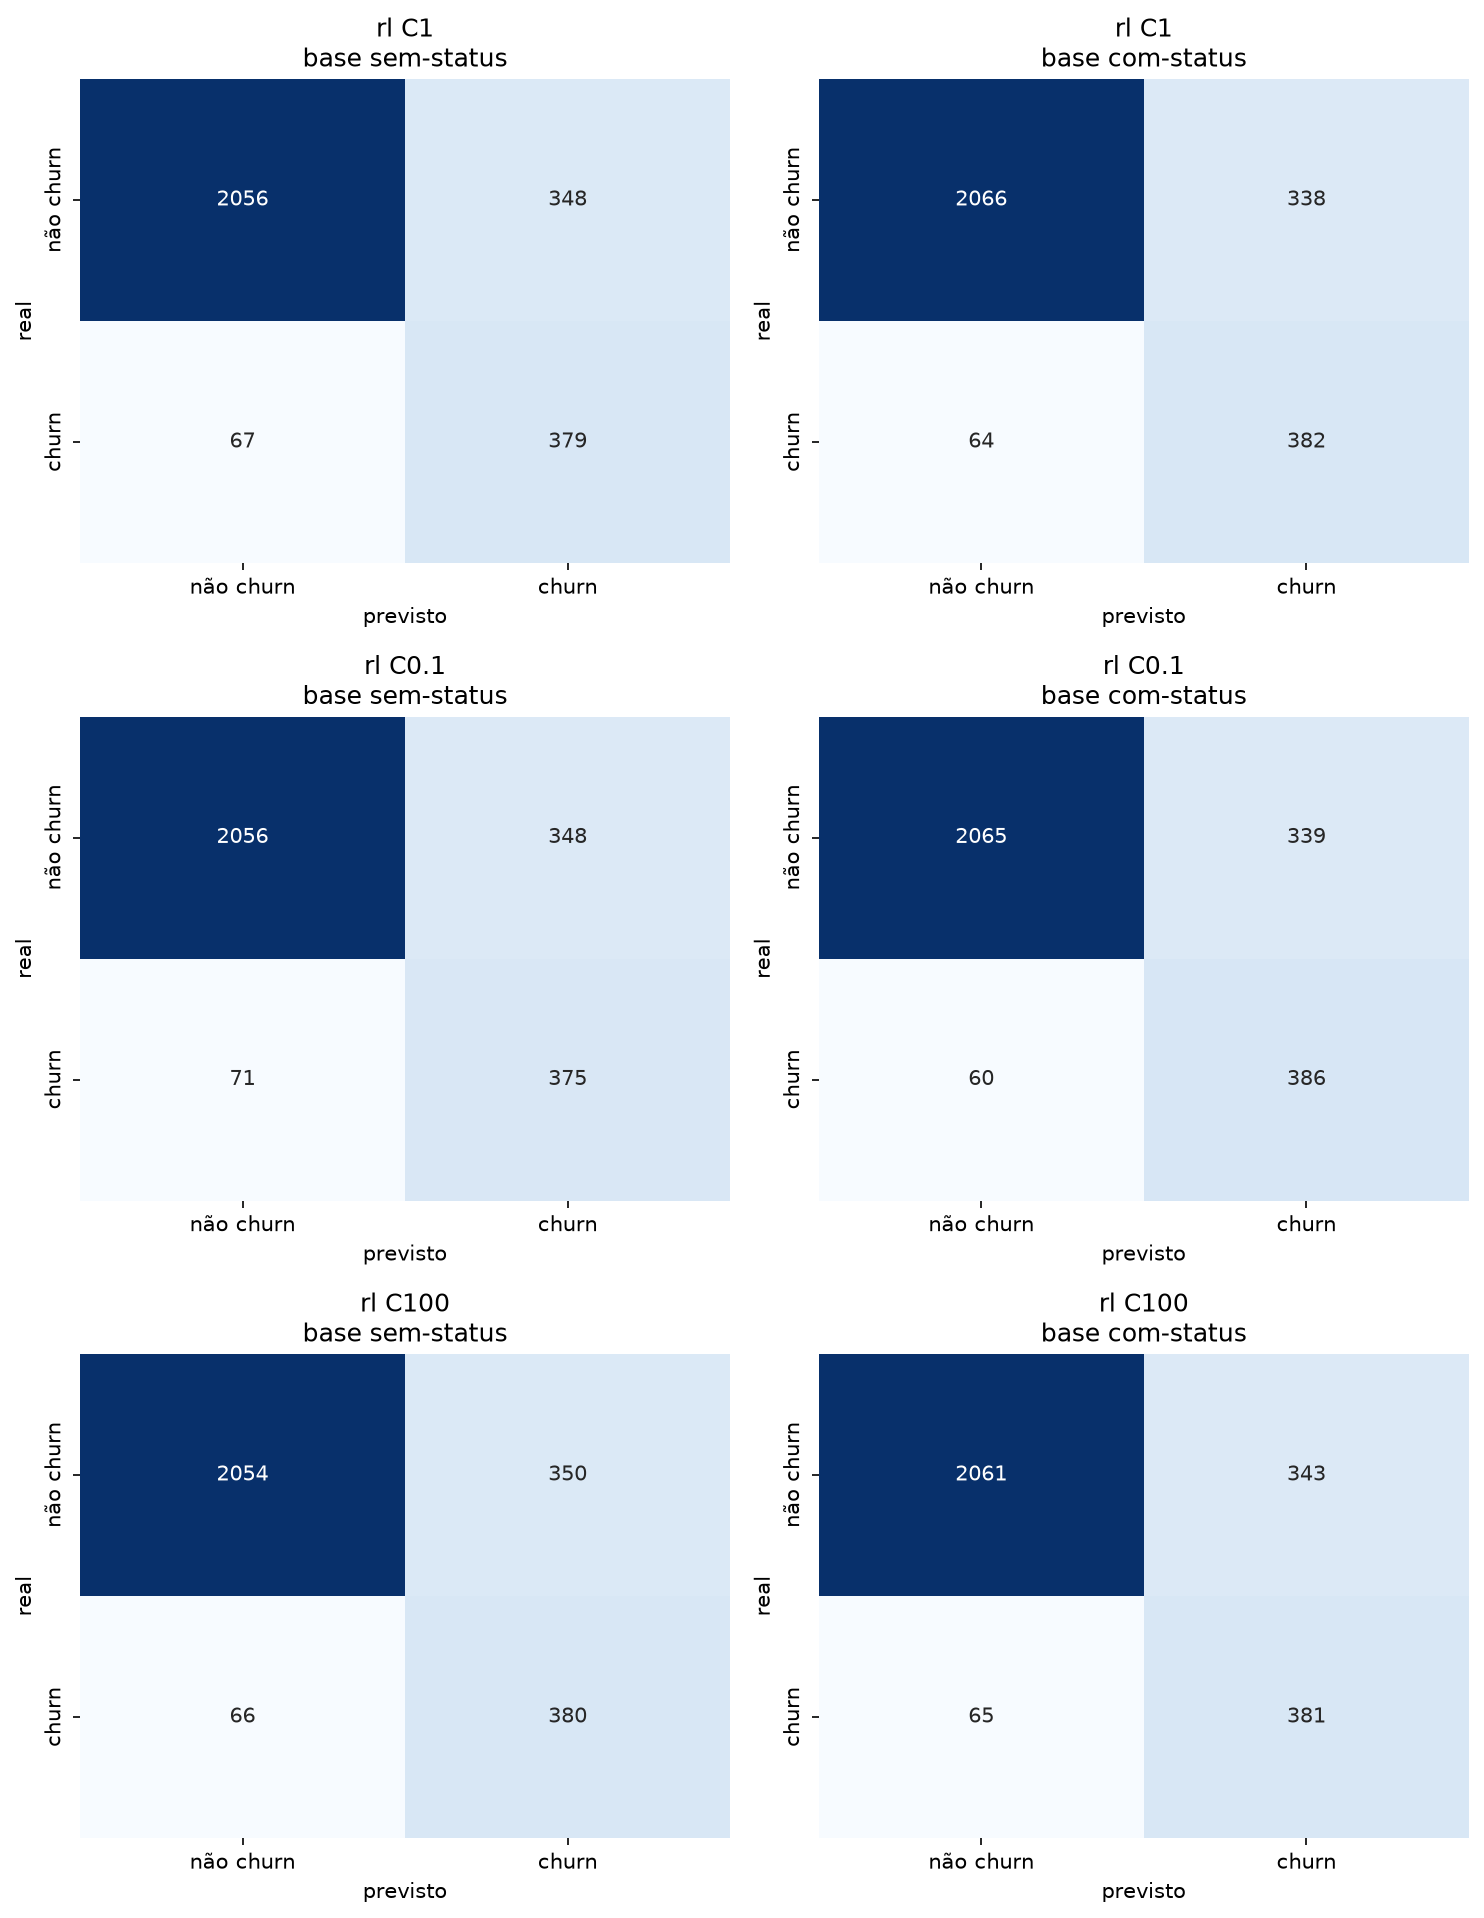 rl C1
base sem-status
não churn
2056
348
real
churn
67
379
não churn
churn
previsto
rl C1
base com-status
não churn
2066
338
real
churn
64
382
não churn
churn
previsto
rl C0.1
base sem-status
não churn
2056
348
real
churn
71
375
não churn
churn
previsto
rl C0.1
base com-status
não churn
2065
339
real
churn
60
386
não churn
churn
previsto
rl C100
base sem-status
não churn
2054
350
real
churn
66
380
não churn
churn
previsto
rl C100
base com-status
não churn
2061
343
real
churn
65
381
não churn
churn
previsto